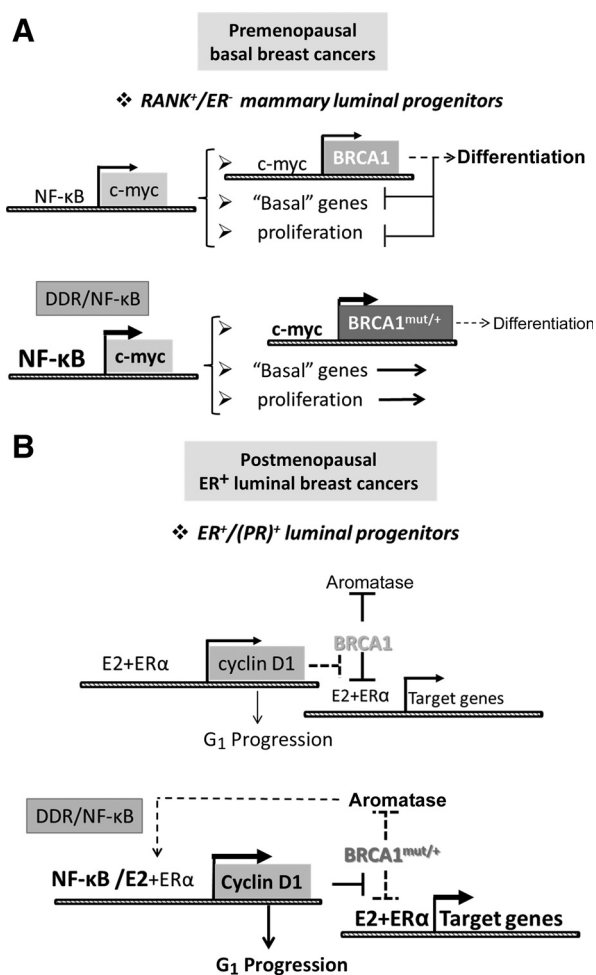 A
Premenopausal
basal breast cancers
❖ RANK⁺/ER⁻ mammary luminal progenitors
NF-κB c-myc
c-myc BRCA1
Differentiation
"Basal" genes
proliferation
DDR/NF-κB
NF-κB c-myc
c-myc BRCA1mut/+
Differentiation
"Basal" genes
proliferation
B
Postmenopausal
ER⁺ luminal breast cancers
❖ ER⁺/(PR)⁺ luminal progenitors
Aromatase
BRCA1
E2+ERα cyclin D1
E2+ERα Target genes
G₁ Progression
Aromatase
DDR/NF-κB
BRCA1mut/+
NF-κB /E2+ERα Cyclin D1
E2+ERα Target genes
G₁ Progression